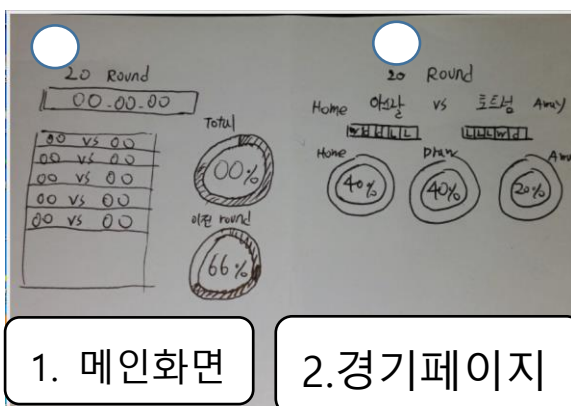 20 Round
00.00.00
00 vs 00
00 vs 00
00 vs 00
00 vs 00
00 vs 00
Total
00%
이전 round
66%
20 Round
Home 아스날 vs 토트넘 Away
Home Draw
40% 40% 20%
1. 메인화면
2.경기페이지